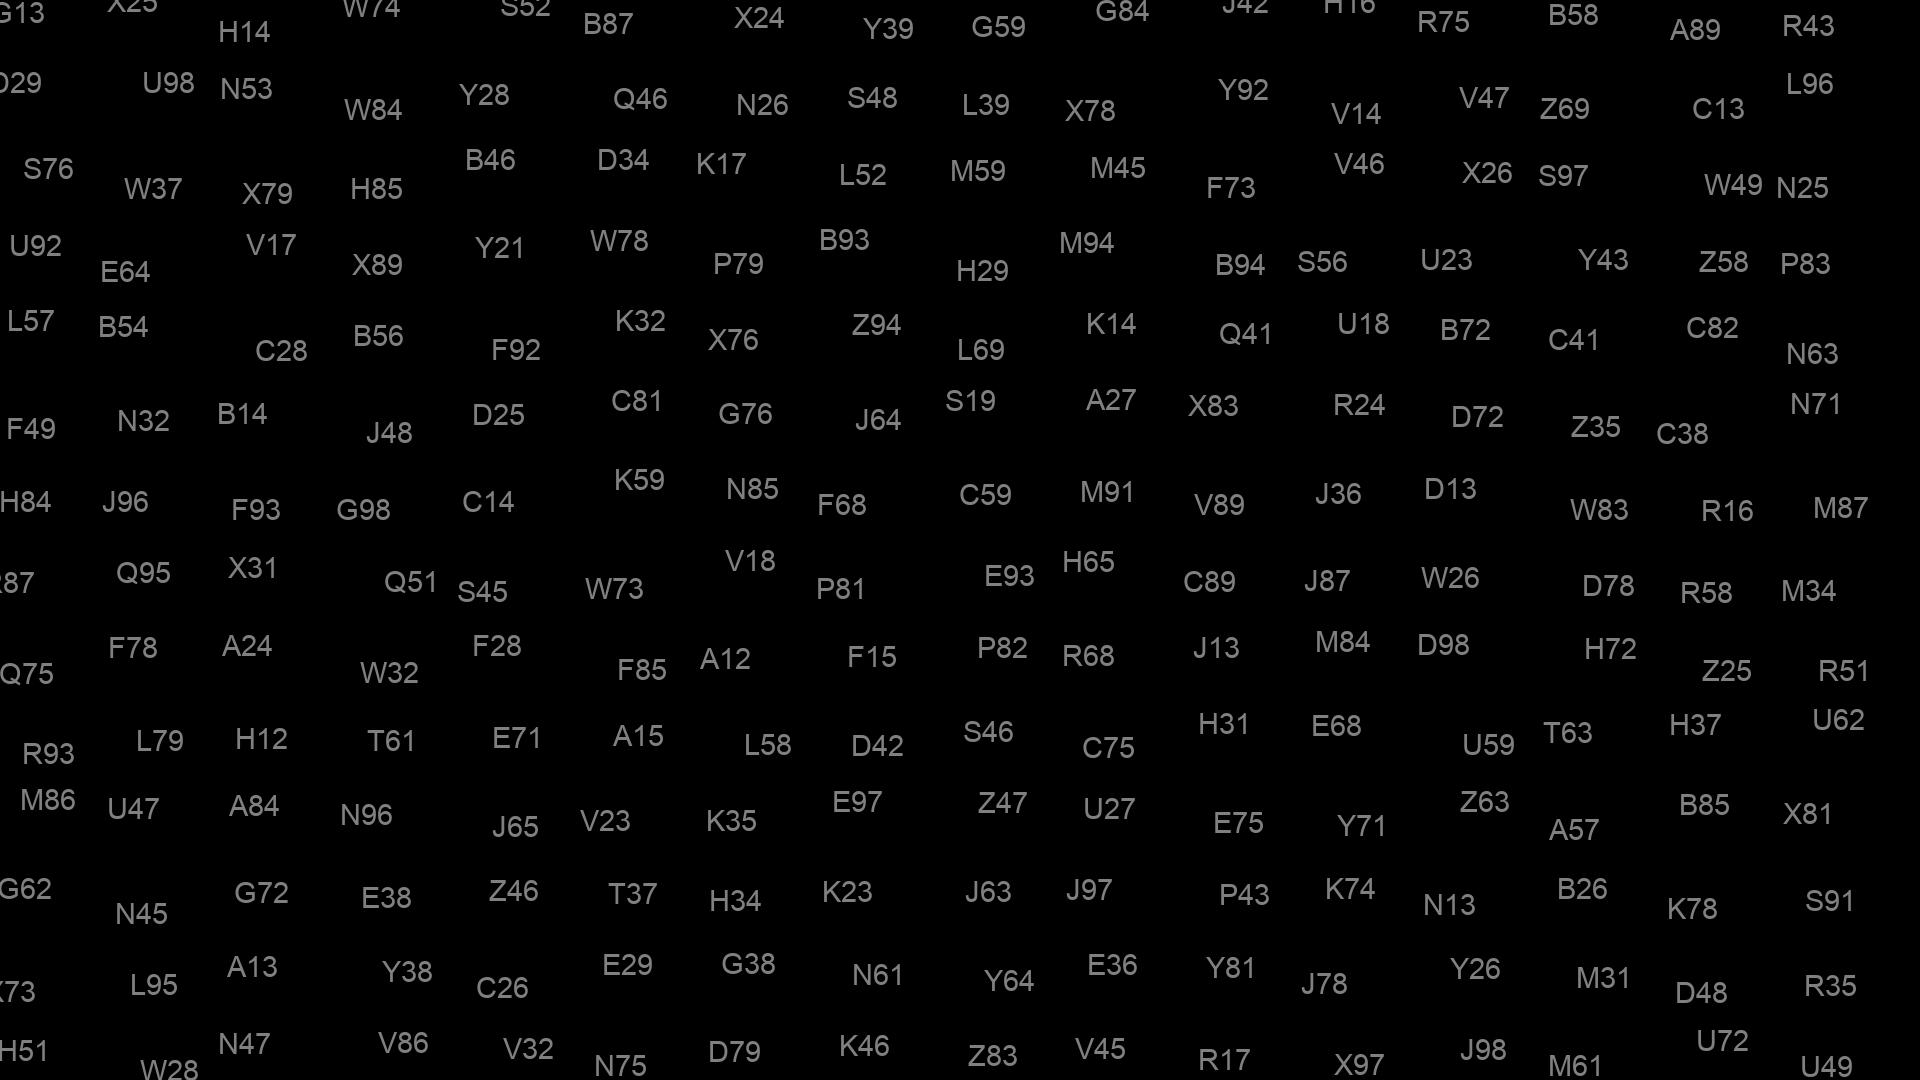 G13 X25 H14 W74 S52 B87 X24 Y39 G59 G84 J42 H16 R75 B58 A89 R43
D29 U98 N53 W84 Y28 Q46 N26 S48 L39 X78 Y92 V14 V47 Z69 C13 L96
S76 W37 X79 H85 B46 D34 K17 L52 M59 M45 F73 V46 X26 S97 W49 N25
U92 E64 V17 X89 Y21 W78 P79 B93 H29 M94 B94 S56 U23 Y43 Z58 P83
L57 B54 C28 B56 F92 K32 X76 Z94 L69 K14 Q41 U18 B72 C41 C82 N63
F49 N32 B14 J48 D25 C81 G76 J64 S19 A27 X83 R24 D72 Z35 C38 N71
H84 J96 F93 G98 C14 K59 N85 F68 C59 M91 V89 J36 D13 W83 R16 M87
87 Q95 X31 Q51 S45 W73 V18 P81 E93 H65 C89 J87 W26 D78 R58 M34
Q75 F78 A24 W32 F28 F85 A12 F15 P82 R68 J13 M84 D98 H72 Z25 R51
R93 L79 H12 T61 E71 A15 L58 D42 S46 C75 H31 E68 U59 T63 H37 U62
M86 U47 A84 N96 J65 V23 K35 E97 Z47 U27 E75 Y71 Z63 A57 B85 X81
G62 N45 G72 E38 Z46 T37 H34 K23 J63 J97 P43 K74 N13 B26 K78 S91
73 L95 A13 Y38 C26 E29 G38 N61 Y64 E36 Y81 J78 Y26 M31 D48 R35
H51 W28 N47 V86 V32 N75 D79 K46 Z83 V45 R17 X97 J98 M61 U72 U49